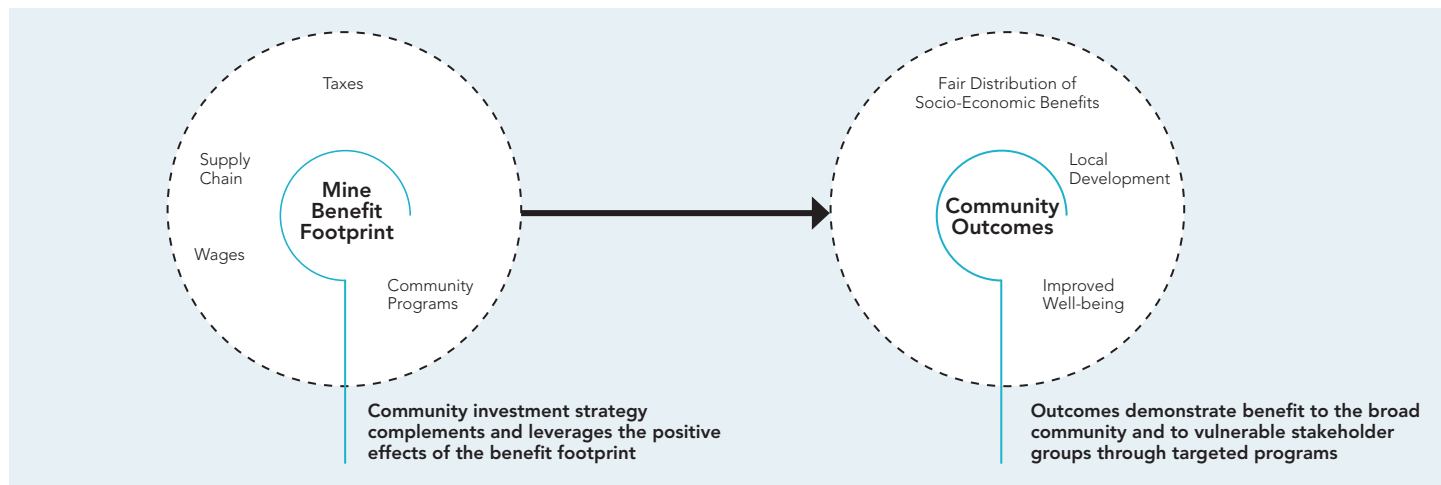 Taxes
Supply
Chain
Mine
Benefit
Footprint
Wages
Community
Programs
Community investment strategy
complements and leverages the positive
effects of the benefit footprint
Fair Distribution of
Socio-Economic Benefits
Local
Development
Community
Outcomes
Improved
Well-being
Outcomes demonstrate benefit to the broad
community and to vulnerable stakeholder
groups through targeted programs